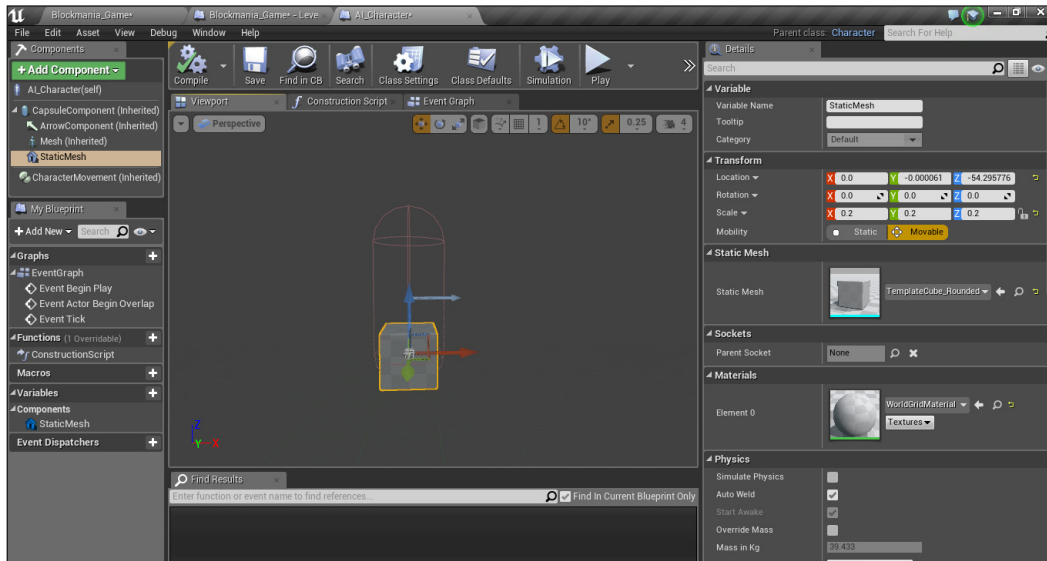 Blockmania_Game•
Blockmania_Game• - Leve
AI_Character•
File Edit Asset View Debug Window Help
Parent class: Character
Search For Help
Components
+Add Component
AI_Character(self)
CapsuleComponent (Inherited)
ArrowComponent (Inherited)
Mesh (Inherited)
StaticMesh
CharacterMovement (Inherited)
My Blueprint
+Add New
Search
Graphs
EventGraph
Event Begin Play
Event Actor Begin Overlap
Event Tick
Functions (1 Overridable)
ConstructionScript
Macros
Variables
Components
StaticMesh
Event Dispatchers
Compile
Save
Find in CB
Search
Class Settings
Class Defaults
Simulation
Play
Viewport
Construction Script
Event Graph
Perspective
1
10°
0.25
4
Z
Y X
Find Results
Enter function or event name to find references...
Find In Current Blueprint Only
Details
Search
Variable
Variable Name StaticMesh
Tooltip
Category Default
Transform
Location X 0.0 Y -0.000061 Z -54.295776
Rotation X 0.0 Y 0.0 Z 0.0
Scale X 0.2 Y 0.2 Z 0.2
Mobility Static Movable
Static Mesh
Static Mesh TemplateCube_Rounded
Sockets
Parent Socket None
Materials
Element 0 WorldGridMaterial
Textures
Physics
Simulate Physics
Auto Weld
Start Awake
Override Mass
Mass in Kg 39.433